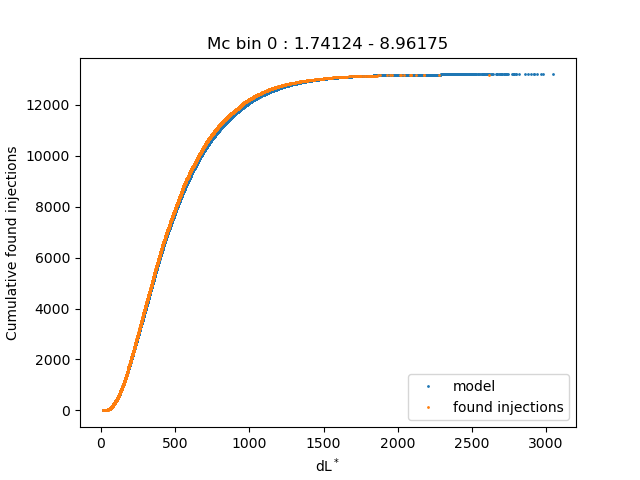 Mc bin 0 : 1.74124 - 8.96175
12000
10000
8000
6000
4000
2000
0
Cumulative found injections
model
found injections
0 500 1000 1500 2000 2500 3000
dL*